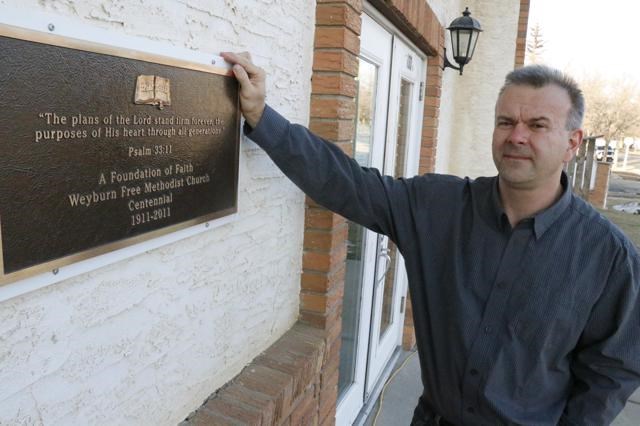 "The plans of the Lord stand firm forever, the
purposes of His heart through all generations"
Psalm 33:11
A Foundation of Faith
Weyburn Free Methodist Church
Centennial
1911-2011